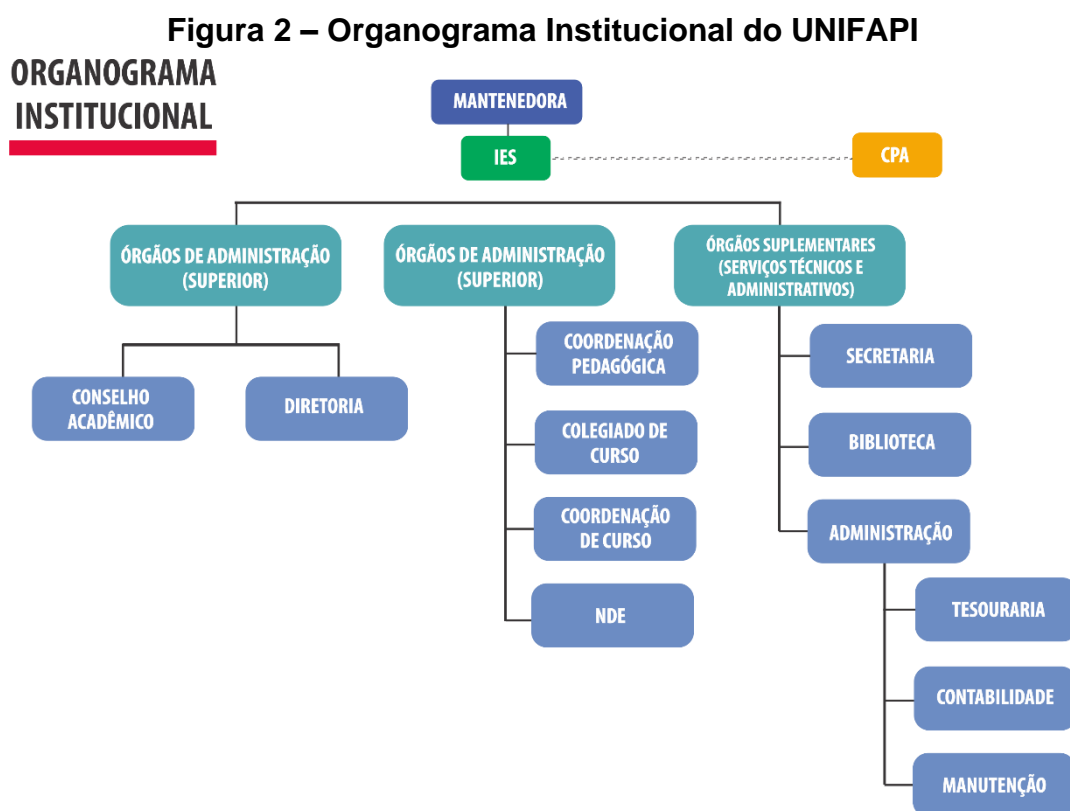 Figura 2 – Organograma Institucional do UNIFAPI
ORGANOGRAMA
INSTITUCIONAL
MANTENEDORA
IES
CPA
ÓRGÃOS DE ADMINISTRAÇÃO
(SUPERIOR)
ÓRGÃOS DE ADMINISTRAÇÃO
(SUPERIOR)
ÓRGÃOS SUPLEMENTARES
(SERVIÇOS TÉCNICOS E
ADMINISTRATIVOS)
CONSELHO
ACADÊMICO
DIRETORIA
COORDENAÇÃO
PEDAGÓGICA
COLEGIADO DE
CURSO
COORDENAÇÃO
DE CURSO
NDE
SECRETARIA
BIBLIOTECA
ADMINISTRAÇÃO
TESOURARIA
CONTABILIDADE
MANUTENÇÃO